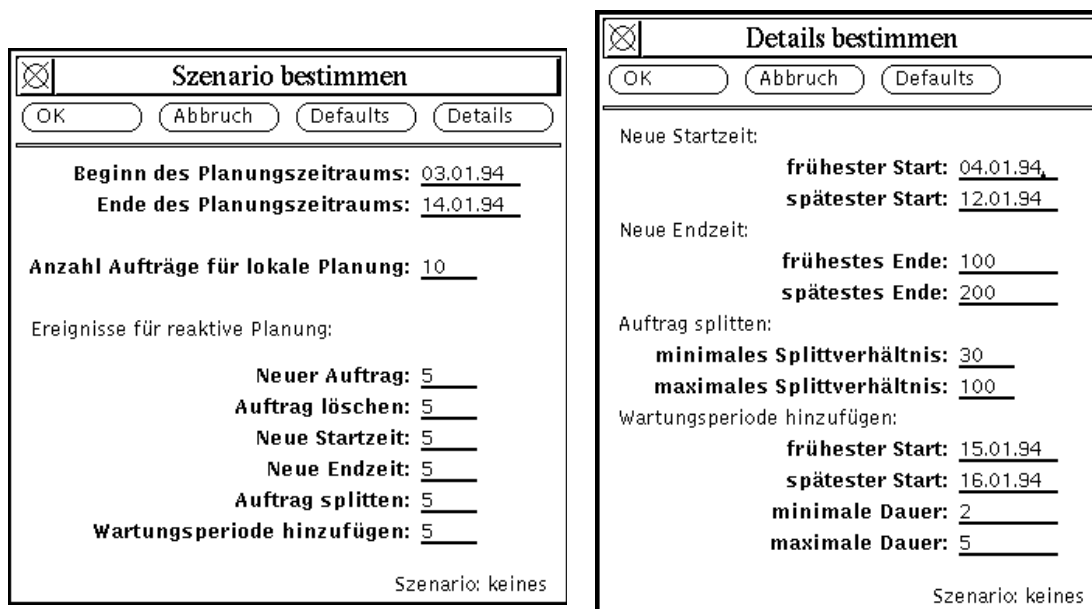 Szenario bestimmen
OK Abbruch Defaults Details
Beginn des Planungszeitraums: 03.01.94
Ende des Planungszeitraums: 14.01.94
Anzahl Aufträge für lokale Planung: 10
Ereignisse für reaktive Planung:
Neuer Auftrag: 5
Auftrag löschen: 5
Neue Startzeit: 5
Neue Endzeit: 5
Auftrag splitten: 5
Wartungsperiode hinzufügen: 5
Szenario: keines
Details bestimmen
OK Abbruch Defaults
Neue Startzeit:
frühester Start: 04.01.94
spätester Start: 12.01.94
Neue Endzeit:
frühestes Ende: 100
spätestes Ende: 200
Auftrag splitten:
minimales Splittverhältnis: 30
maximales Splittverhältnis: 100
Wartungsperiode hinzufügen:
frühester Start: 15.01.94
spätester Start: 16.01.94
minimale Dauer: 2
maximale Dauer: 5
Szenario: keines